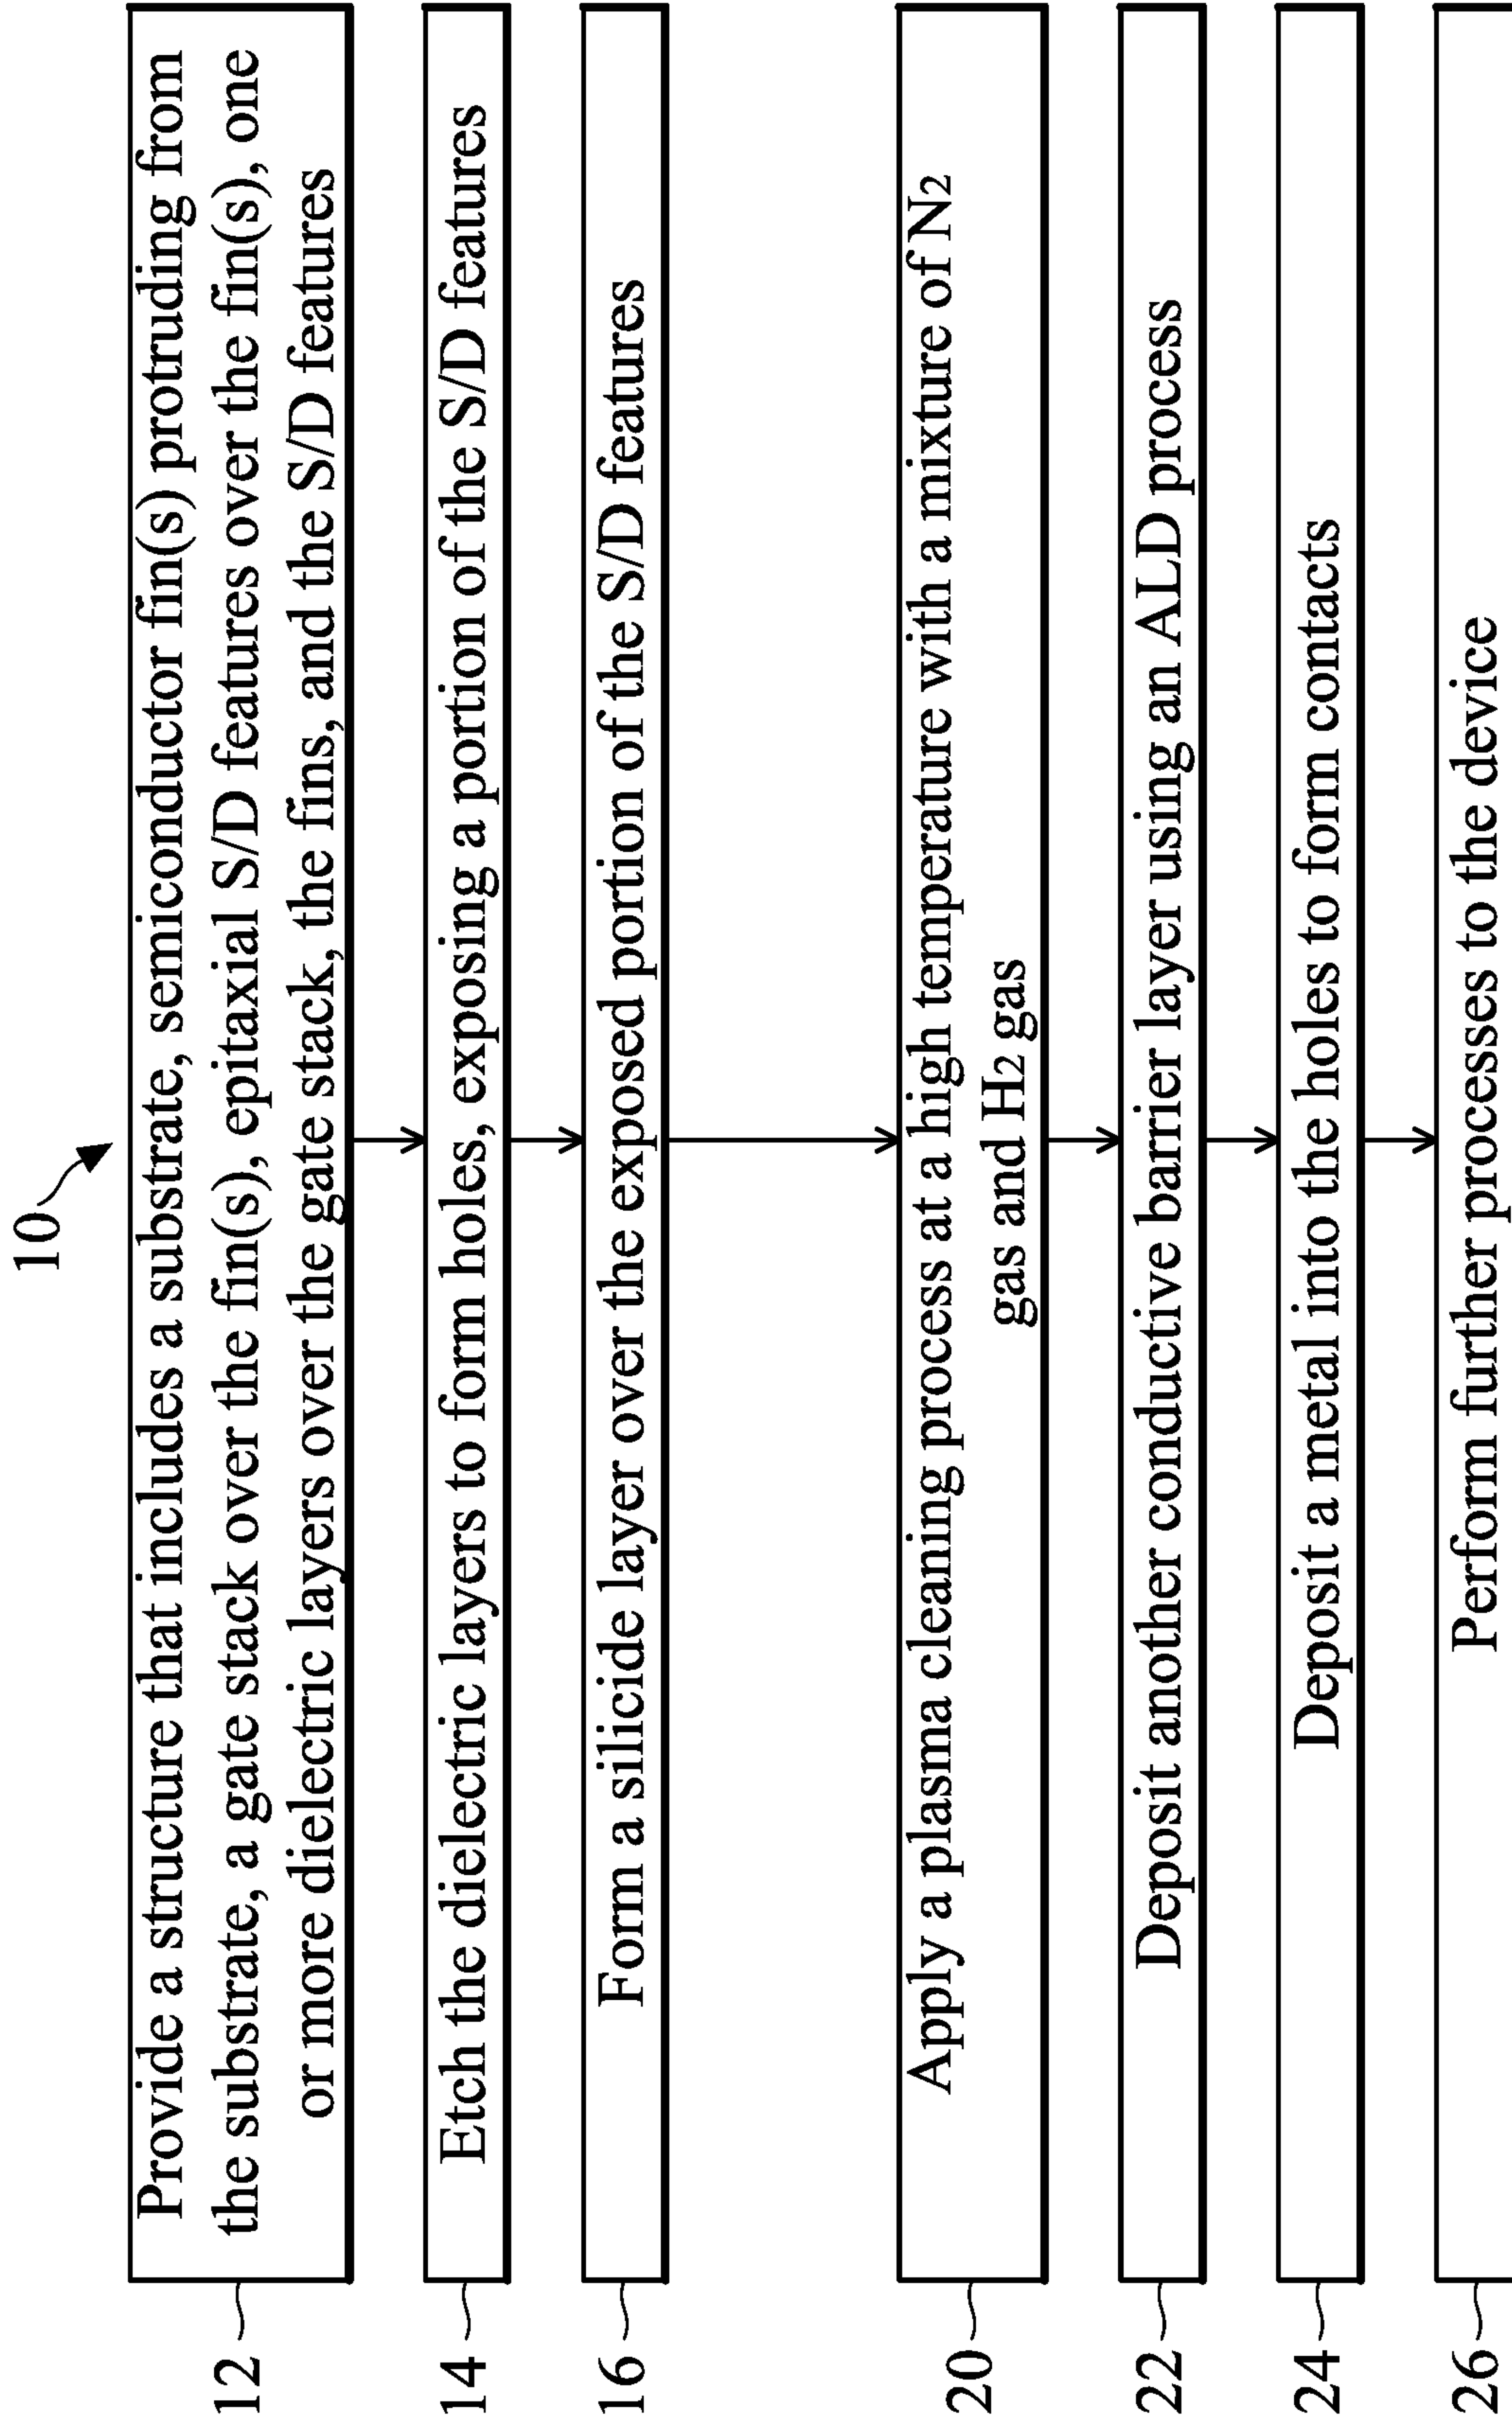 10
12
Provide a structure that includes a substrate, semiconductor fin(s) protruding from
the substrate, a gate stack over the fin(s), epitaxial S/D features over the fin(s), one
or more dielectric layers over the gate stack, the fins, and the S/D features
14
Etch the dielectric layers to form holes, exposing a portion of the S/D features
16
Form a silicide layer over the exposed portion of the S/D features
20
Apply a plasma cleaning process at a high temperature with a mixture of N2
gas and H2 gas
22
Deposit another conductive barrier layer using an ALD process
24
Deposit a metal into the holes to form contacts
26
Perform further processes to the device